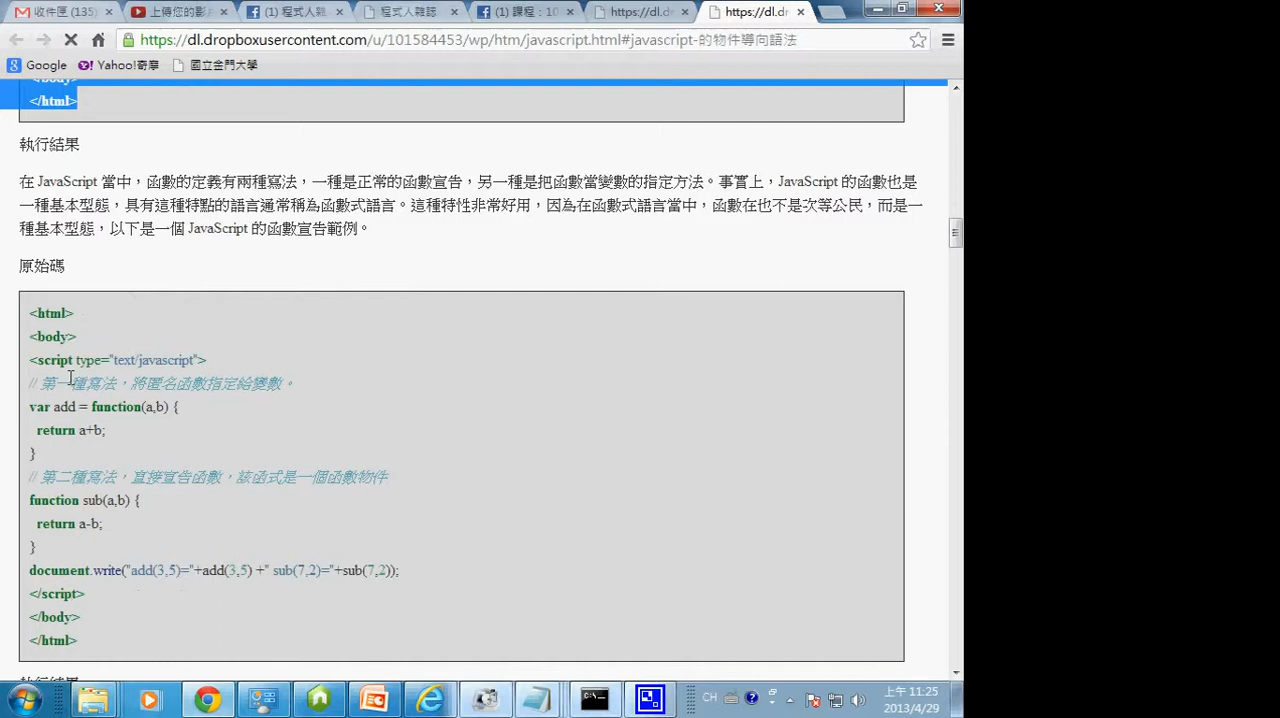 收件匣 (135)
上傳您的影
(1) 程式人雜
程式人雜誌
(1) 課程：10
https://dl.d
https://dl.dr
https://dl.dropboxusercontent.com/u/101584453/wp/htm/javascript.html#javascript-的物件導向語法
Google Yahoo!奇摩 國立金門大學
</body>
</html>
執行結果
在 JavaScript 當中，函數的定義有兩種寫法，一種是正常的函數宣告，另一種是把函數當變數的指定方法。事實上，JavaScript 的函數也是
一種基本型態，具有這種特點的語言通常稱為函數式語言。這種特性非常好用，因為在函數式語言當中，函數在也不是次等公民，而是一
種基本型態，以下是一個 JavaScript 的函數宣告範例。
原始碼
<html>
<body>
<script type="text/javascript">
// 第一種寫法，將匿名函數指定給變數。
var add = function(a,b) {
return a+b;
}
// 第二種寫法，直接宣告函數，該函式是一個函數物件
function sub(a,b) {
return a-b;
}
document.write("add(3,5)="+add(3,5) +" sub(7,2)="+sub(7,2));
</script>
</body>
</html>
執行結果
CH
上午 11:25
2013/4/29